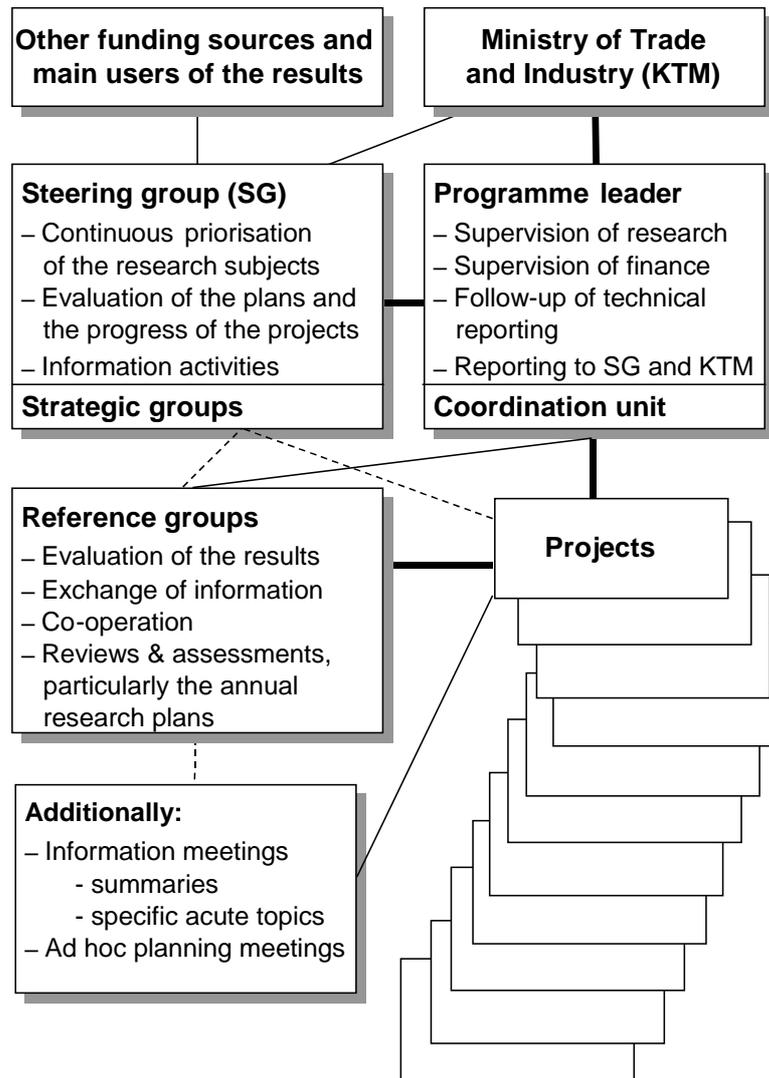 Other funding sources and
main users of the results
Ministry of Trade
and Industry (KTM)
Steering group (SG)
– Continuous priorisation
of the research subjects
– Evaluation of the plans and
the progress of the projects
– Information activities
Strategic groups
Programme leader
– Supervision of research
– Supervision of finance
– Follow-up of technical
reporting
– Reporting to SG and KTM
Coordination unit
Reference groups
– Evaluation of the results
– Exchange of information
– Co-operation
– Reviews & assessments,
particularly the annual
research plans
Projects
Additionally:
– Information meetings
- summaries
- specific acute topics
– Ad hoc planning meetings